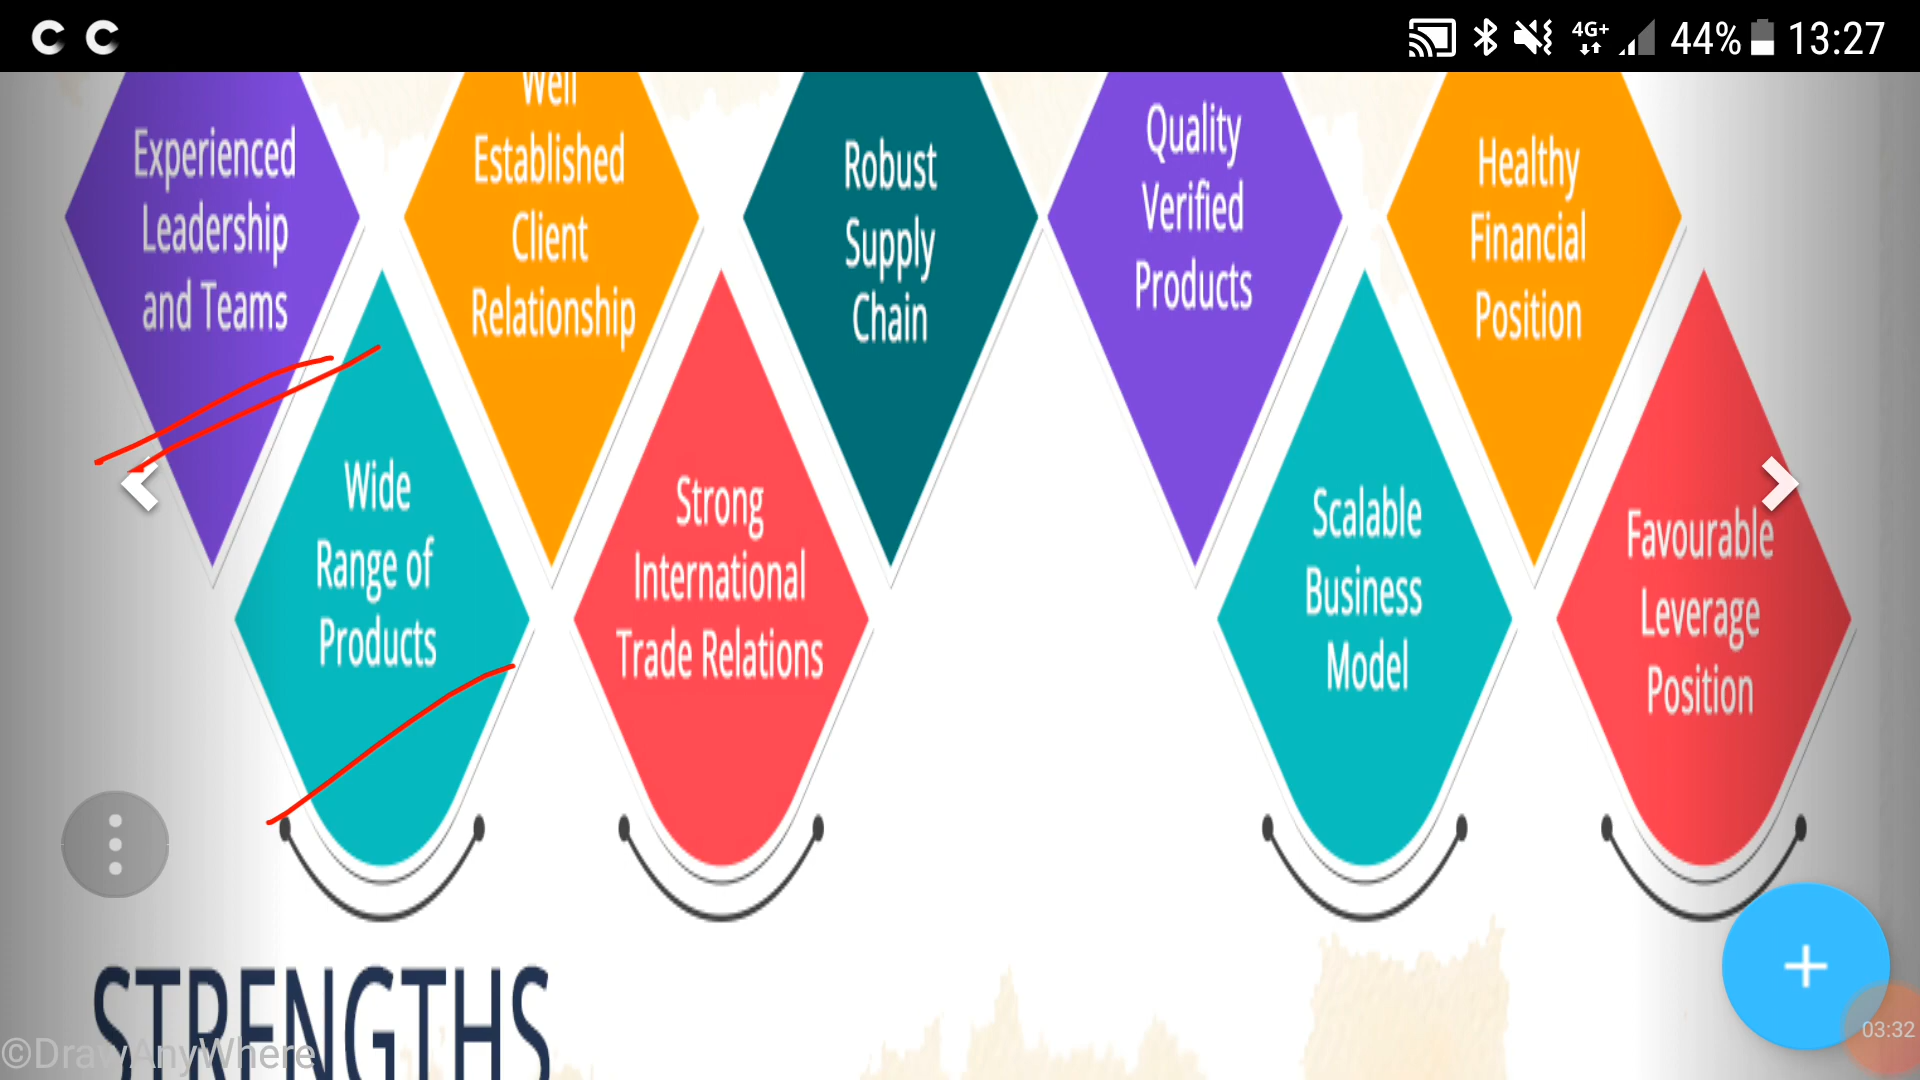 4G+ 44% 13:27
Experienced
Leadership
and Teams
Well
Established
Client
Relationship
Robust
Supply
Chain
Quality
Verified
Products
Healthy
Financial
Position
Wide
Range of
Products
Strong
International
Trade Relations
Scalable
Business
Model
Favourable
Leverage
Position
STRENGTHS
©DrawAnyWhere
03:32